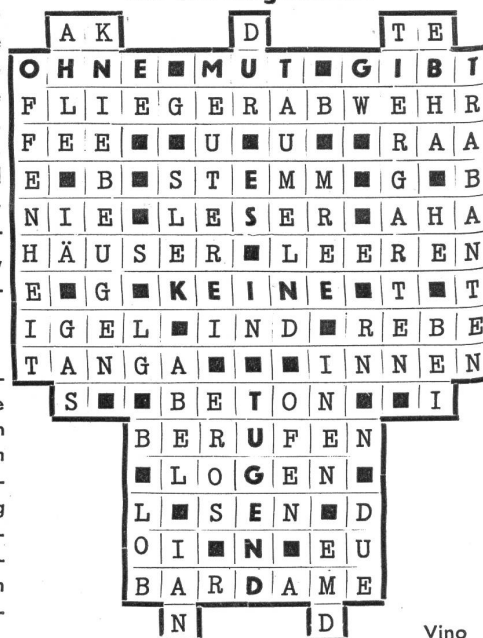 A K D T E
O H N E ■ M U T ■ G I B T
F L I E G E R A B W E H R
F E E ■ ■ U ■ U ■ ■ R A A
E ■ B ■ S T E M M ■ G ■ B
N I E ■ L E S E R ■ A H A
H Ä U S E R ■ L E E R E N
E ■ G ■ K E I N E ■ T ■ T
I G E L ■ I N D ■ R E B E
T A N G A ■ ■ ■ I N N E N
S ■ ■ B E T O N ■ ■ I
B E R U F E N
■ L O G E N ■
L ■ S E N ■ D
O I ■ N ■ E U
B A R D A M E
N D
Vino